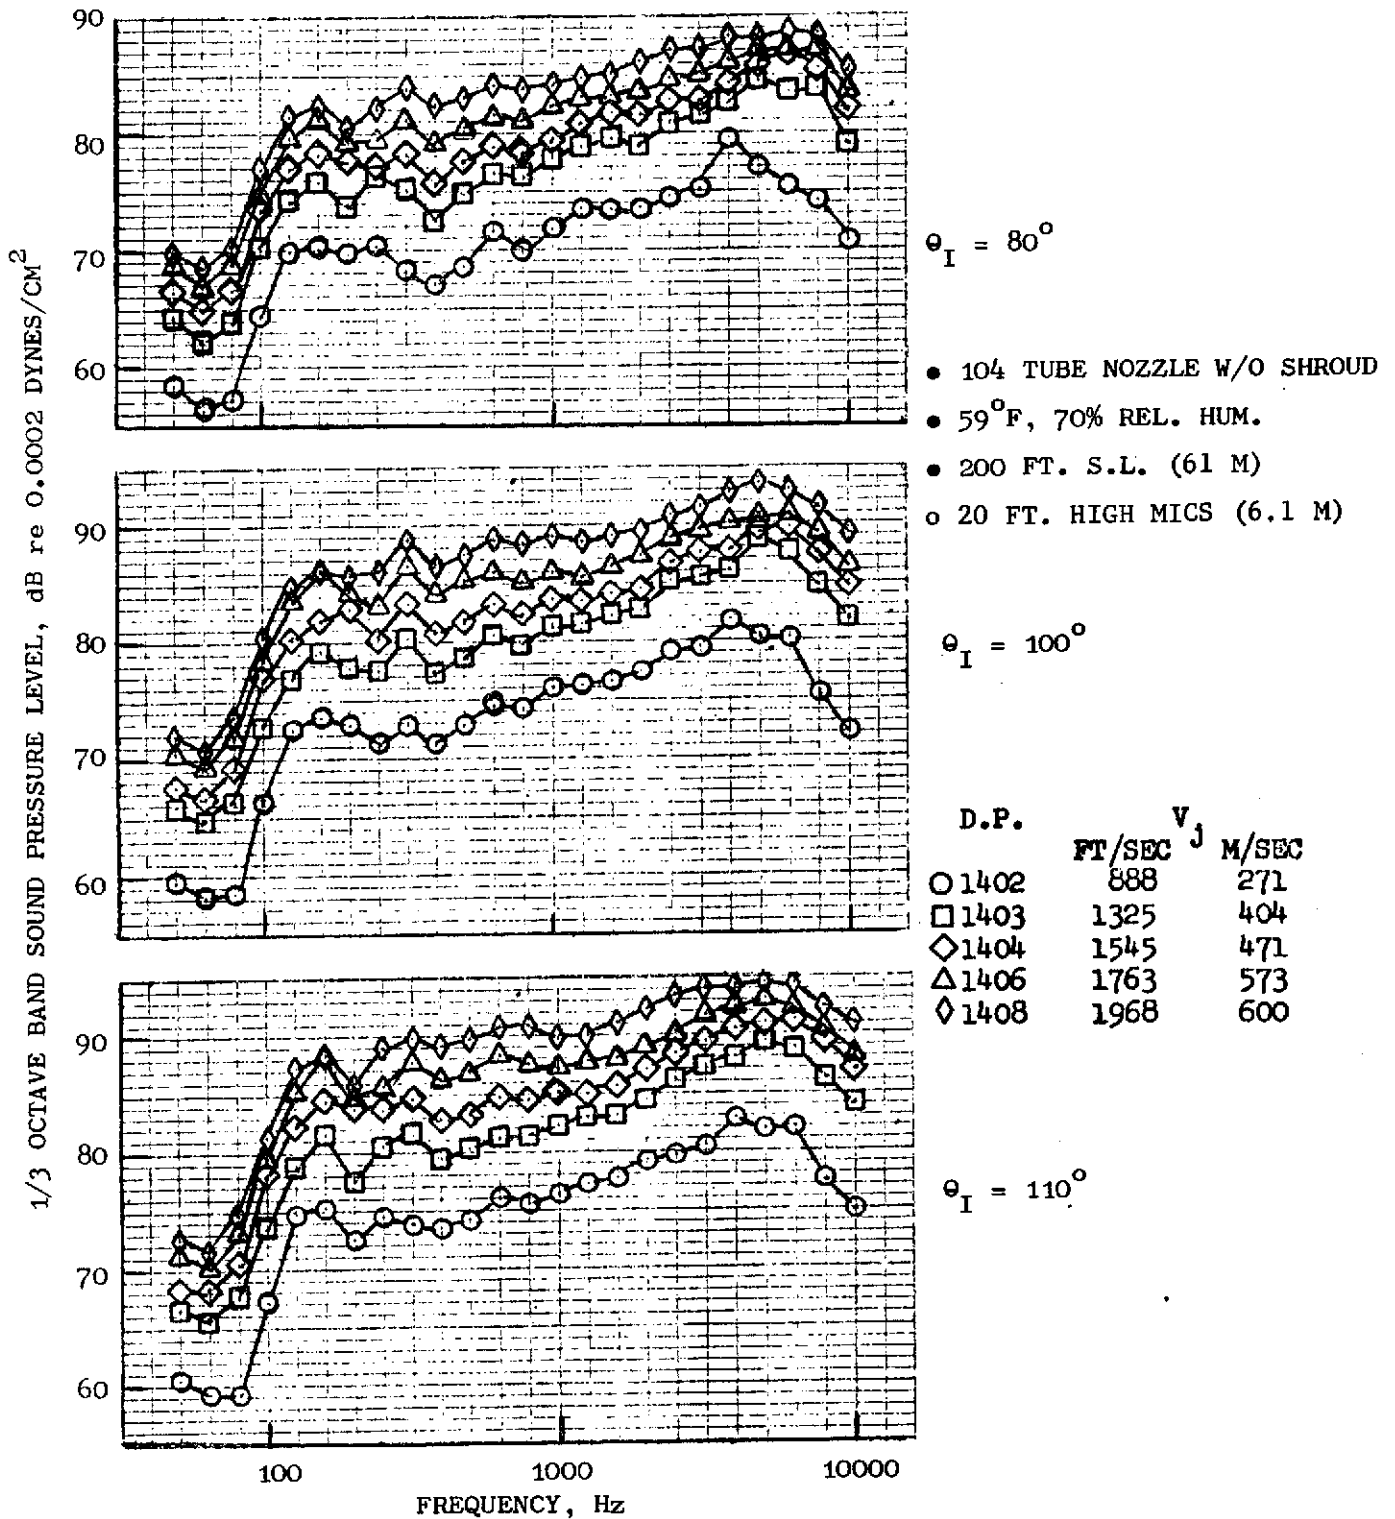 1/3 OCTAVE BAND SOUND PRESSURE LEVEL, dB re 0.0002 DYNES/CM²
90
80
70
60
θI = 80°
• 104 TUBE NOZZLE W/O SHROUD
• 59°F, 70% REL. HUM.
• 200 FT. S.L. (61 M)
o 20 FT. HIGH MICS (6.1 M)
90
80
70
60
θI = 100°
D.P. Vj
FT/SEC M/SEC
○ 1402 888 271
□ 1403 1325 404
◇ 1404 1545 471
△ 1406 1763 573
◊ 1408 1968 600
90
80
70
60
θI = 110°
100 1000 10000
FREQUENCY, Hz